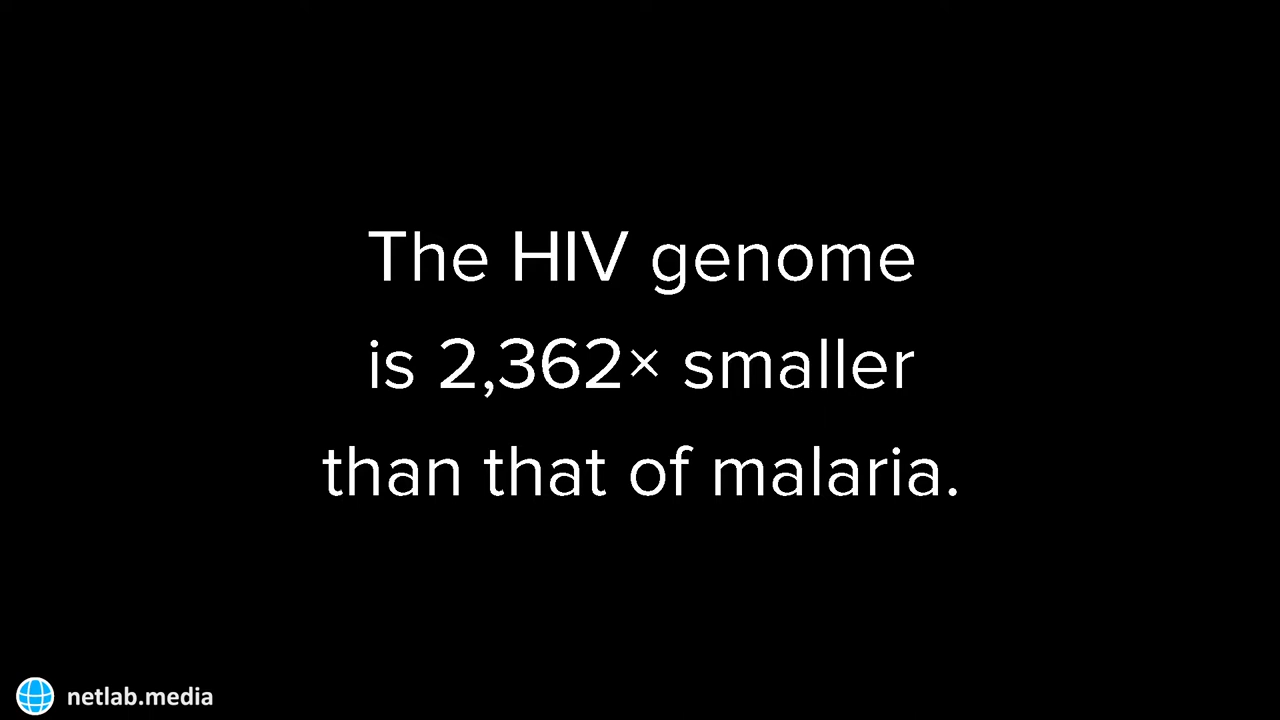 The HIV genome
is 2,362× smaller
than that of malaria.
netlab.media